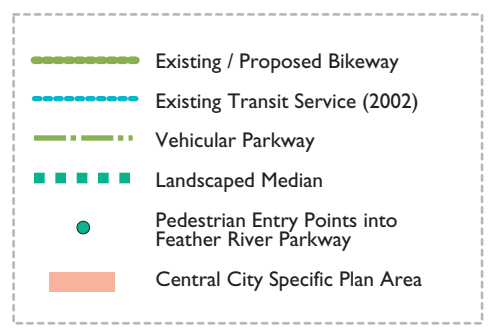 Existing / Proposed Bikeway
Existing Transit Service (2002)
Vehicular Parkway
Landscaped Median
Pedestrian Entry Points into
Feather River Parkway
Central City Specific Plan Area